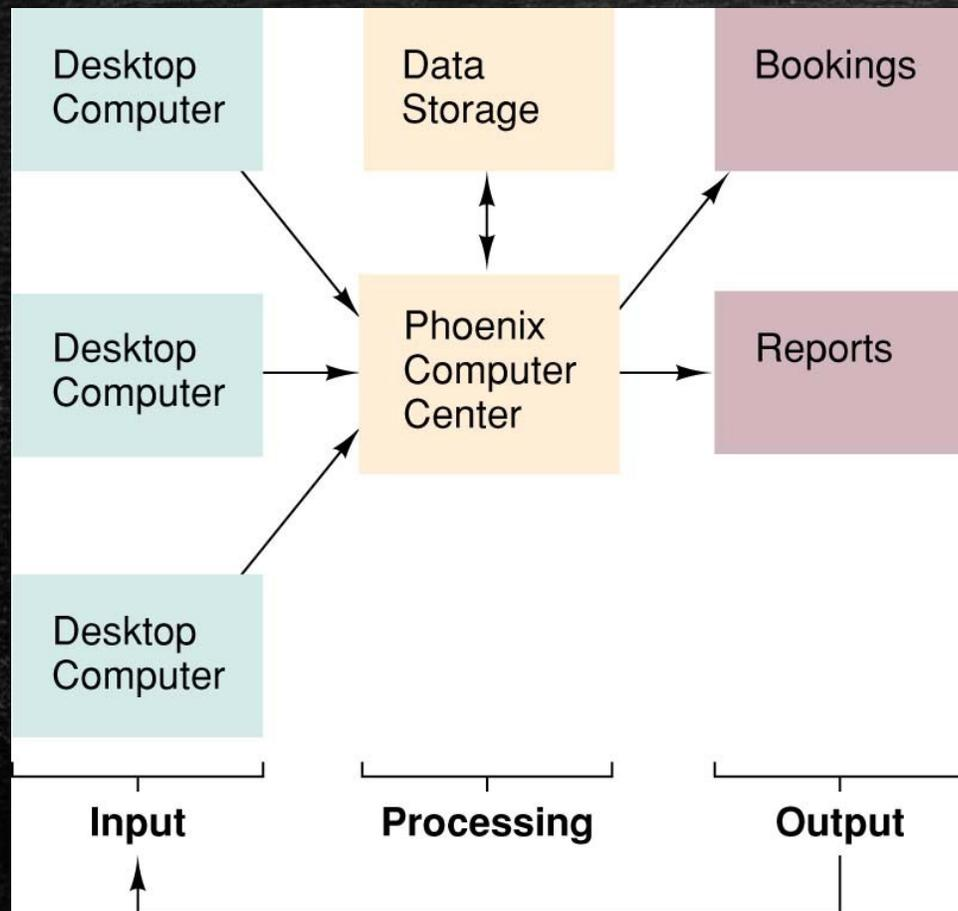 Desktop
Computer
Data
Storage
Bookings
Desktop
Computer
Phoenix
Computer
Center
Reports
Desktop
Computer
Input
Processing
Output